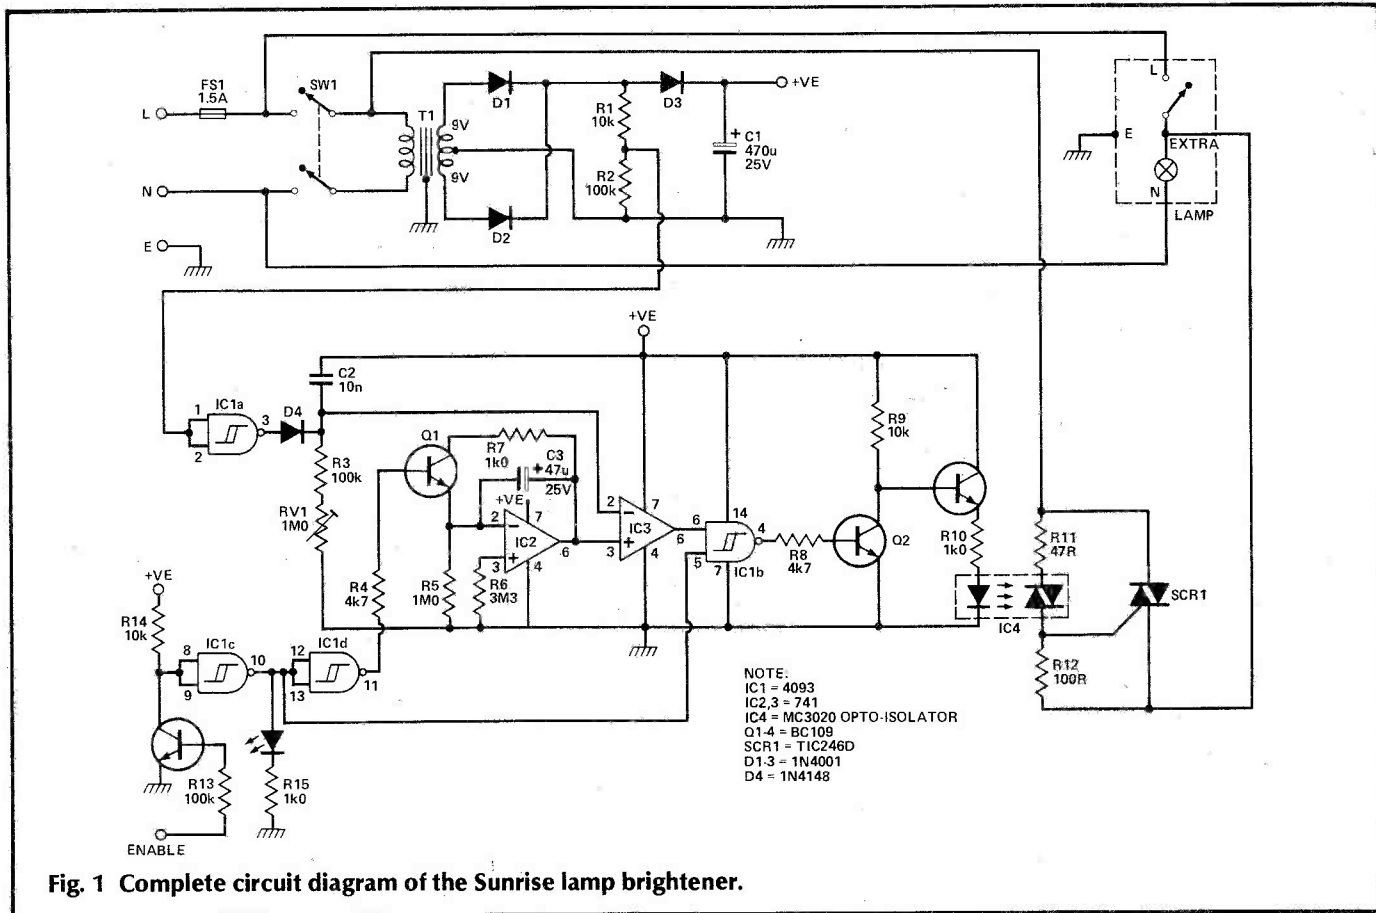 FS1
1.5A
L
SW1
T1
9V
9V
D1
D2
R1
10k
R2
100k
D3
+VE
C1
470u
25V
+
L
E
EXTRA
N
LAMP
N
E
+VE
C2
10n
IC1a
1
2
3
D4
R3
100k
RV1
1M0
Q1
R7
1k0
C3
47u
25V
+
+VE
2
7
IC2
3
4
6
R4
4k7
R5
1M0
R6
3M3
2
7
IC3
3
4
6
6
14
4
5
7
IC1b
R8
4k7
R9
10k
Q2
R10
1k0
R11
47R
IC4
SCR1
R12
100R
+VE
R14
10k
IC1c
8
9
10
IC1d
12
13
11
R13
100k
R15
1k0
ENABLE
NOTE:
IC1 = 4093
IC2,3 = 741
IC4 = MC3020 OPTO-ISOLATOR
Q1-4 = BC109
SCR1 = TIC246D
D1-3 = 1N4001
D4 = 1N4148
Fig. 1 Complete circuit diagram of the Sunrise lamp brightener.